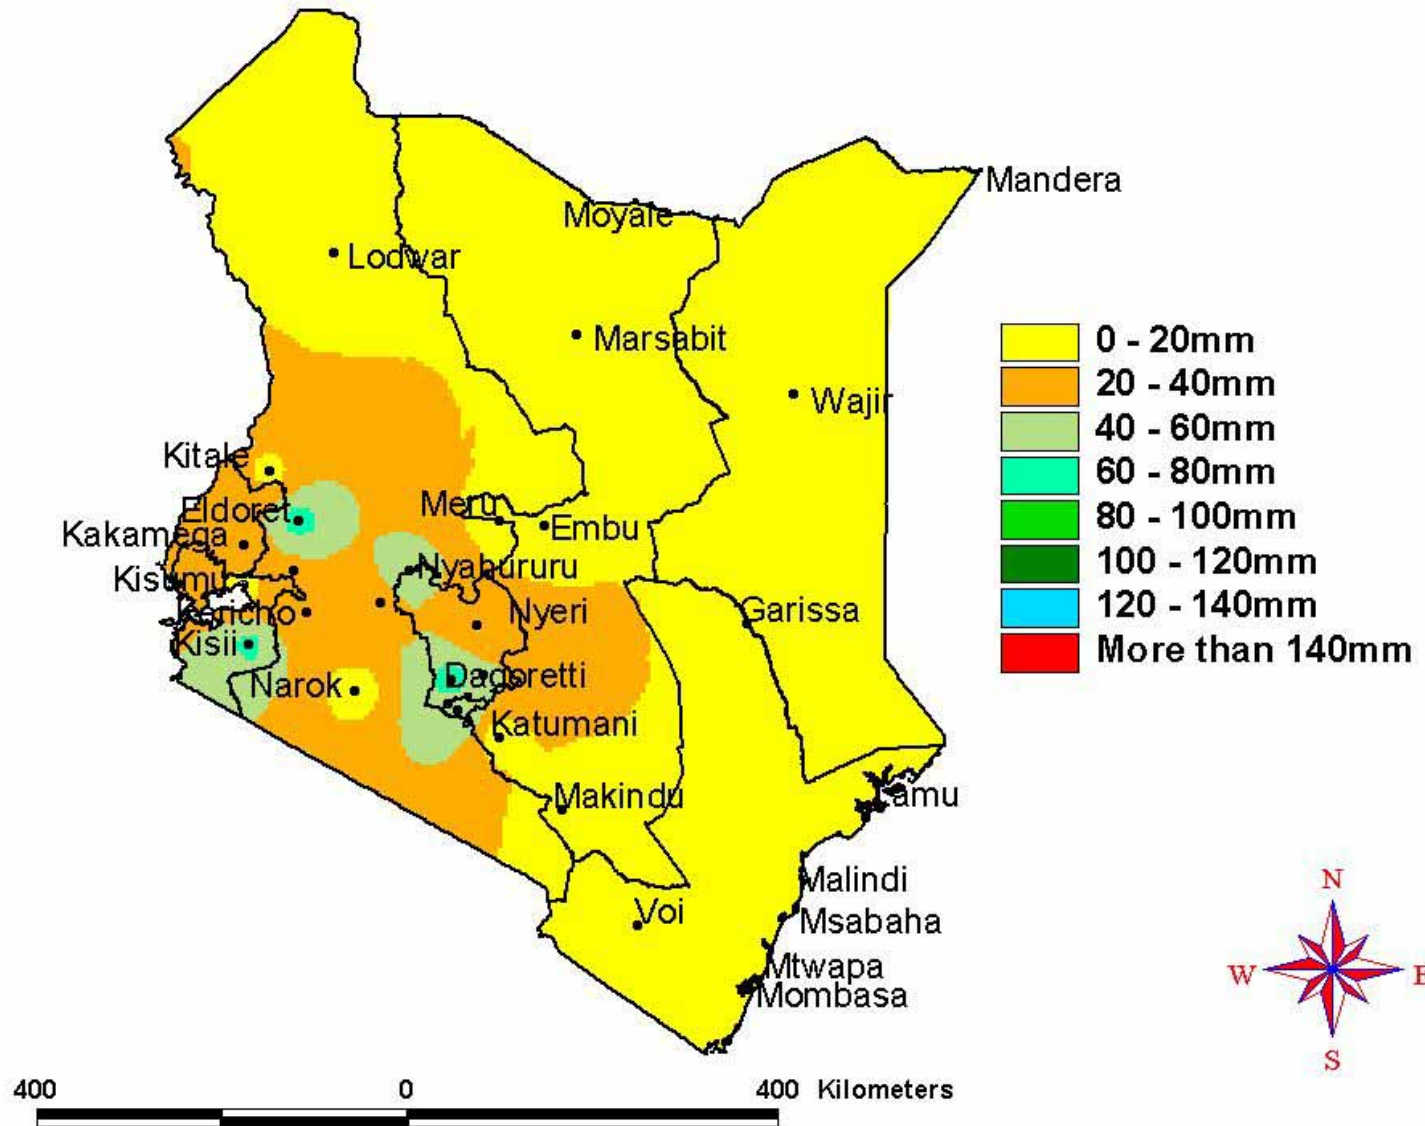 Mandera
Moyale
Lodwar
Marsabit
Wajir
0 - 20mm
20 - 40mm
40 - 60mm
60 - 80mm
80 - 100mm
100 - 120mm
120 - 140mm
More than 140mm
Kitale
Eldoret
Meru
Embu
Kakamega
Kisumu
Nyahururu
Kericho
Nyeri
Garissa
Kisii
Narok
Dagoretti
Katumani
Makindu
Lamu
Malindi
Voi
Msabaha
Mtwapa
Mombasa
N
W E
S
400 0 400 Kilometers